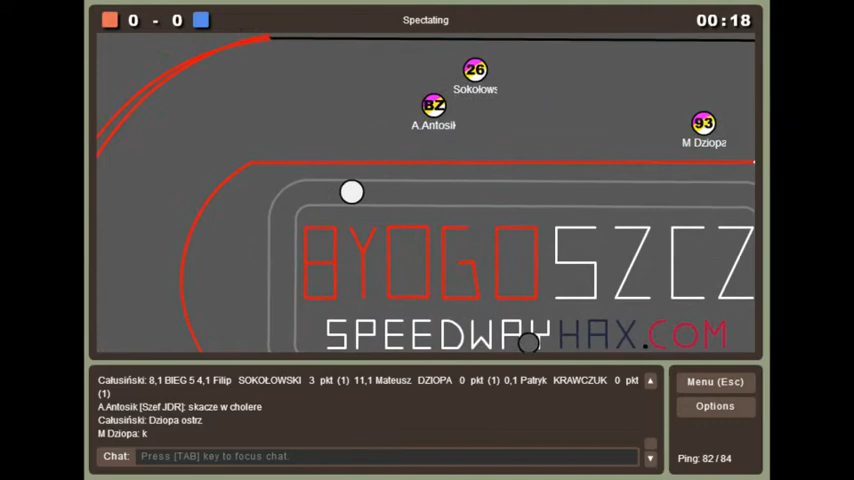 0 - 0
Spectating
00:18
26
Sokołows
BZ
A.Antosik
93
M Dziopa
BYOGOSZCZ
SPEEDWAYHAX.COM
Całusiński: 8,1 BIEG 5 4,1 Filip SOKOŁOWSKI 3 pkt (1) 11,1 Mateusz DZIOPA 0 pkt (1) 0,1 Patryk KRAWCZUK 0 pkt
(1)
A.Antosik [Szef JDR]: skacze w cholere
Całusiński: Dziopa ostrz
M Dziopa: k
Chat: Press [TAB] key to focus chat.
Menu (Esc)
Options
Ping: 82 / 84